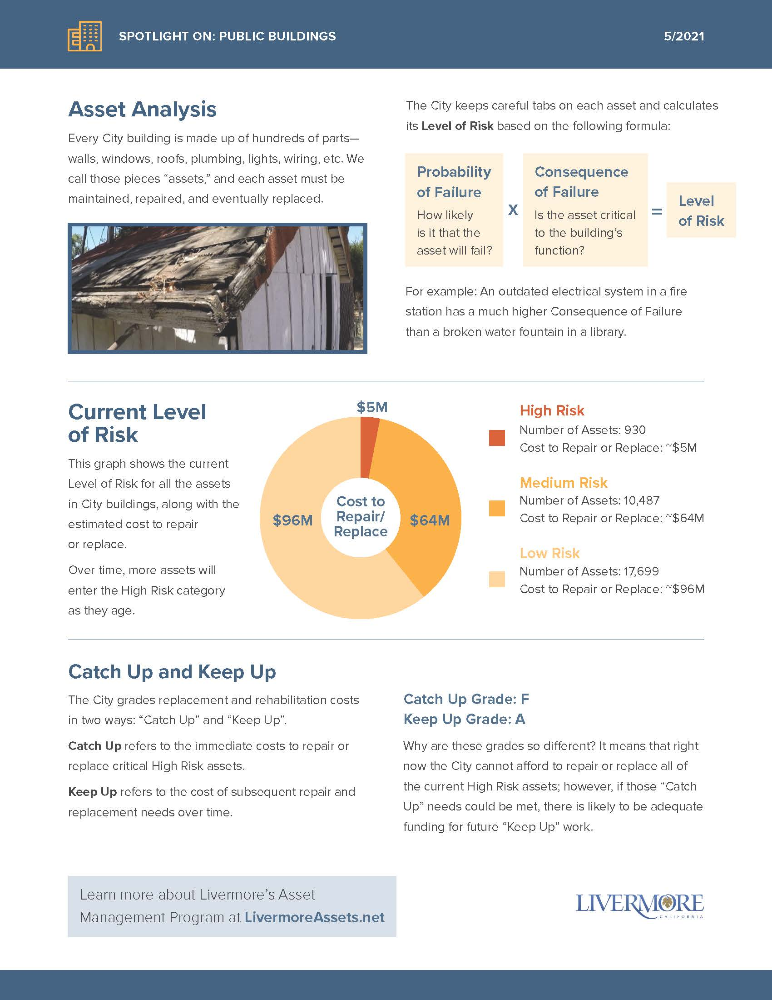 SPOTLIGHT ON: PUBLIC BUILDINGS
5/2021
Asset Analysis
Every City building is made up of hundreds of parts—
walls, windows, roofs, plumbing, lights, wiring, etc. We
call those pieces “assets,” and each asset must be
maintained, repaired, and eventually replaced.
The City keeps careful tabs on each asset and calculates
its Level of Risk based on the following formula:
Probability
of Failure
How likely
is it that the
asset will fail?
x
Consequence
of Failure
Is the asset critical
to the building’s
function?
=
Level
of Risk
For example: An outdated electrical system in a fire
station has a much higher Consequence of Failure
than a broken water fountain in a library.
Current Level
of Risk
This graph shows the current
Level of Risk for all the assets
in City buildings, along with the
estimated cost to repair
or replace.
Over time, more assets will
enter the High Risk category
as they age.
$5M
$96M
Cost to
Repair/
Replace
$64M
High Risk
Number of Assets: 930
Cost to Repair or Replace: ~$5M
Medium Risk
Number of Assets: 10,487
Cost to Repair or Replace: ~$64M
Low Risk
Number of Assets: 17,699
Cost to Repair or Replace: ~$96M
Catch Up and Keep Up
The City grades replacement and rehabilitation costs
in two ways: “Catch Up” and “Keep Up”.
Catch Up refers to the immediate costs to repair or
replace critical High Risk assets.
Keep Up refers to the cost of subsequent repair and
replacement needs over time.
Catch Up Grade: F
Keep Up Grade: A
Why are these grades so different? It means that right
now the City cannot afford to repair or replace all of
the current High Risk assets; however, if those “Catch
Up” needs could be met, there is likely to be adequate
funding for future “Keep Up” work.
Learn more about Livermore’s Asset
Management Program at LivermoreAssets.net
LIVERMORE
CALIFORNIA